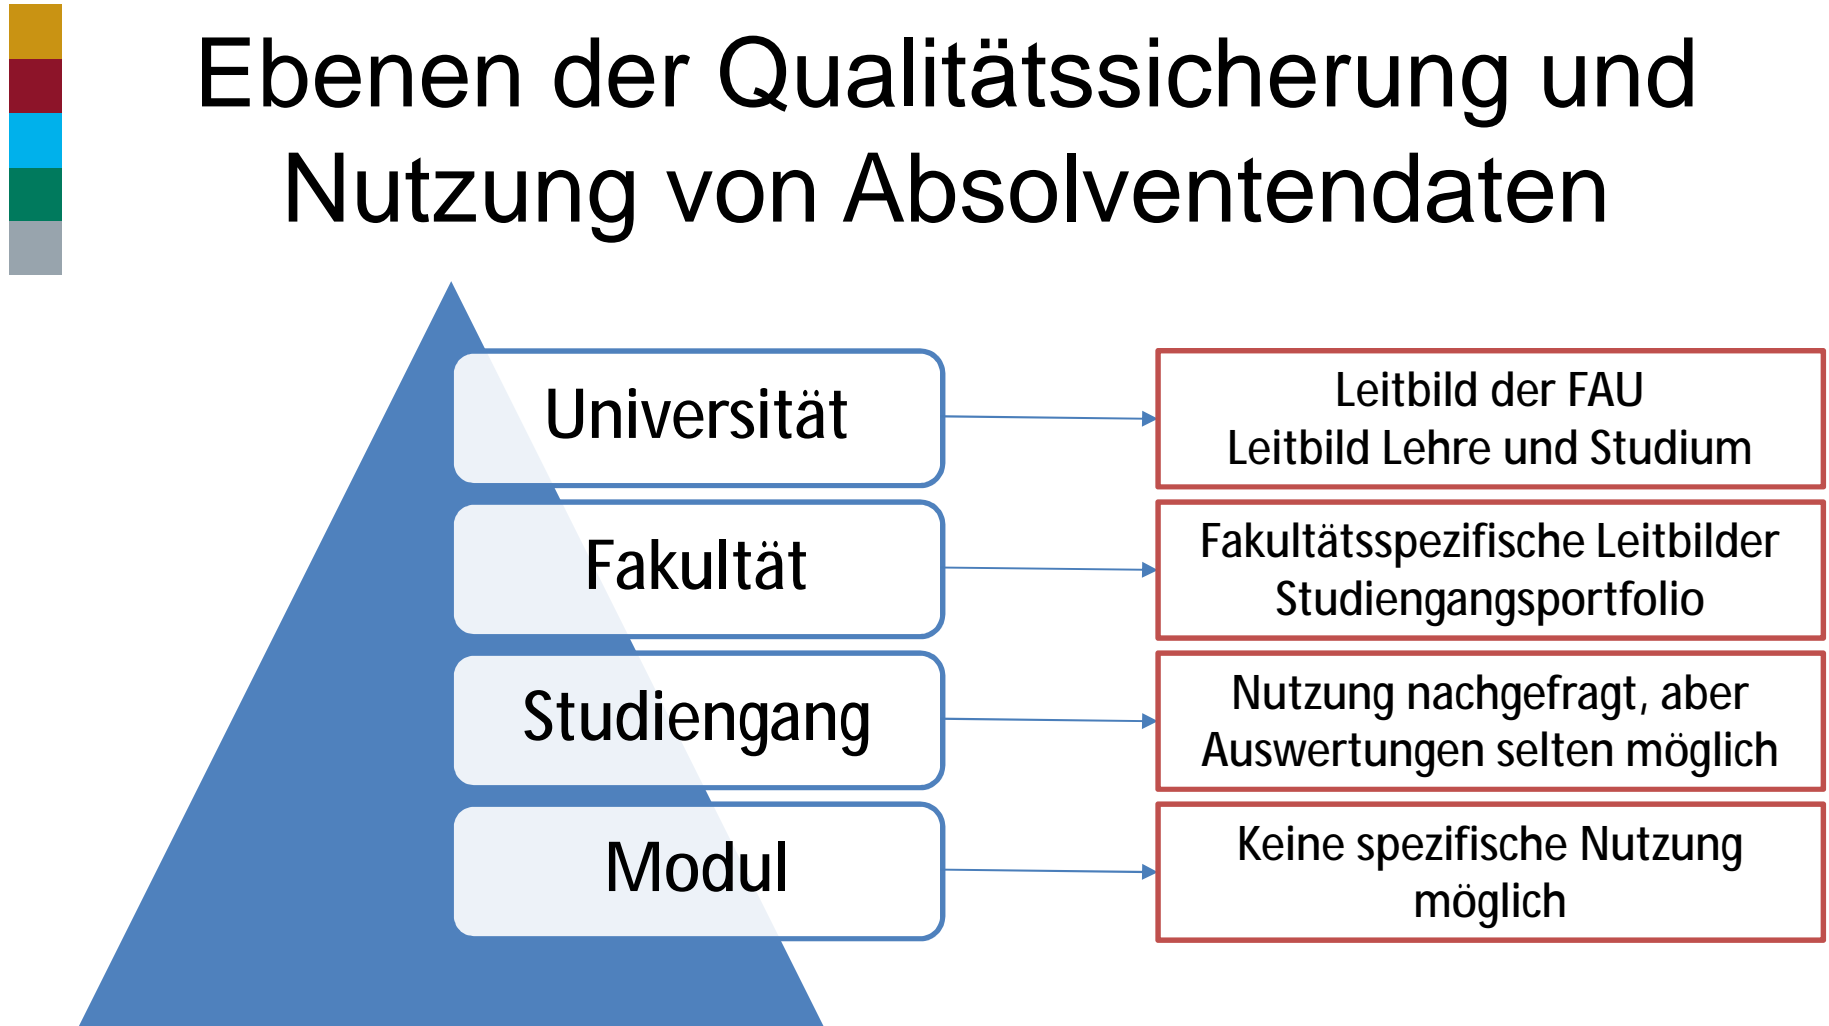 Ebenen der Qualitätssicherung und
Nutzung von Absolventendaten
Universität
Leitbild der FAU
Leitbild Lehre und Studium
Fakultät
Fakultätsspezifische Leitbilder
Studiengangsportfolio
Studiengang
Nutzung nachgefragt, aber
Auswertungen selten möglich
Modul
Keine spezifische Nutzung
möglich